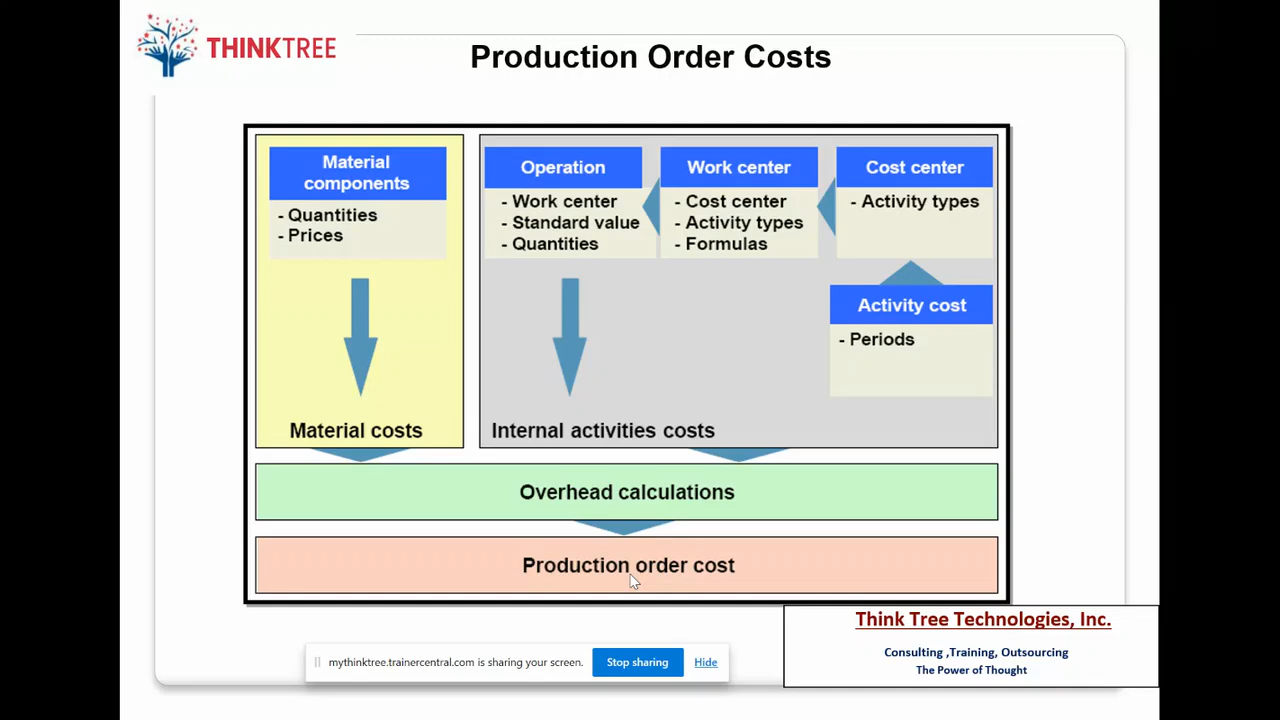 THINKTREE
Production Order Costs
Material
components
- Quantities
- Prices
Material costs
Operation
- Work center
- Standard value
- Quantities
Work center
- Cost center
- Activity types
- Formulas
Cost center
- Activity types
Activity cost
- Periods
Internal activities costs
Overhead calculations
Production order cost
Think Tree Technologies, Inc.
Consulting ,Training, Outsourcing
The Power of Thought
mythinktree.trainercentral.com is sharing your screen.
Stop sharing
Hide